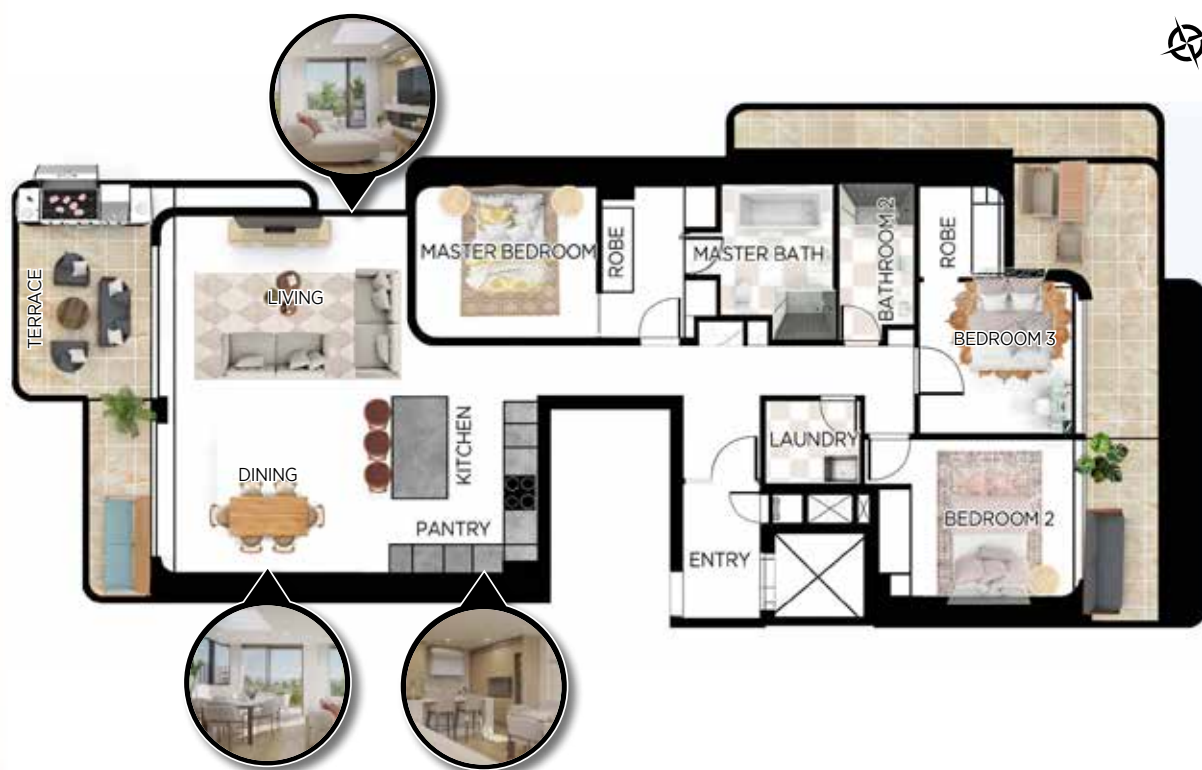 MASTER BEDROOM
ROBE
MASTER BATH
BATHROOM 2
ROBE
TERRACE
LIVING
BEDROOM 3
KITCHEN
LAUNDRY
DINING
PANTRY
BEDROOM 2
ENTRY